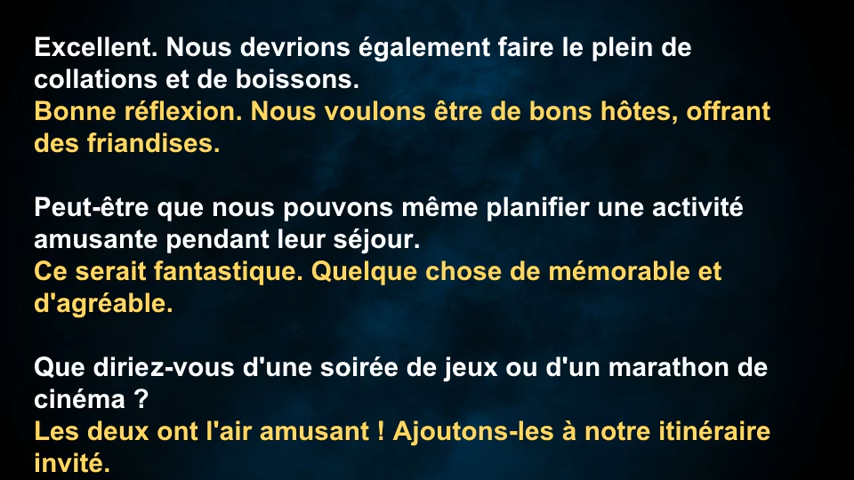 Excellent. Nous devrions également faire le plein de
collations et de boissons.
Bonne réflexion. Nous voulons être de bons hôtes, offrant
des friandises.
Peut-être que nous pouvons même planifier une activité
amusante pendant leur séjour.
Ce serait fantastique. Quelque chose de mémorable et
d'agréable.
Que diriez-vous d'une soirée de jeux ou d'un marathon de
cinéma ?
Les deux ont l'air amusant ! Ajoutons-les à notre itinéraire
invité.